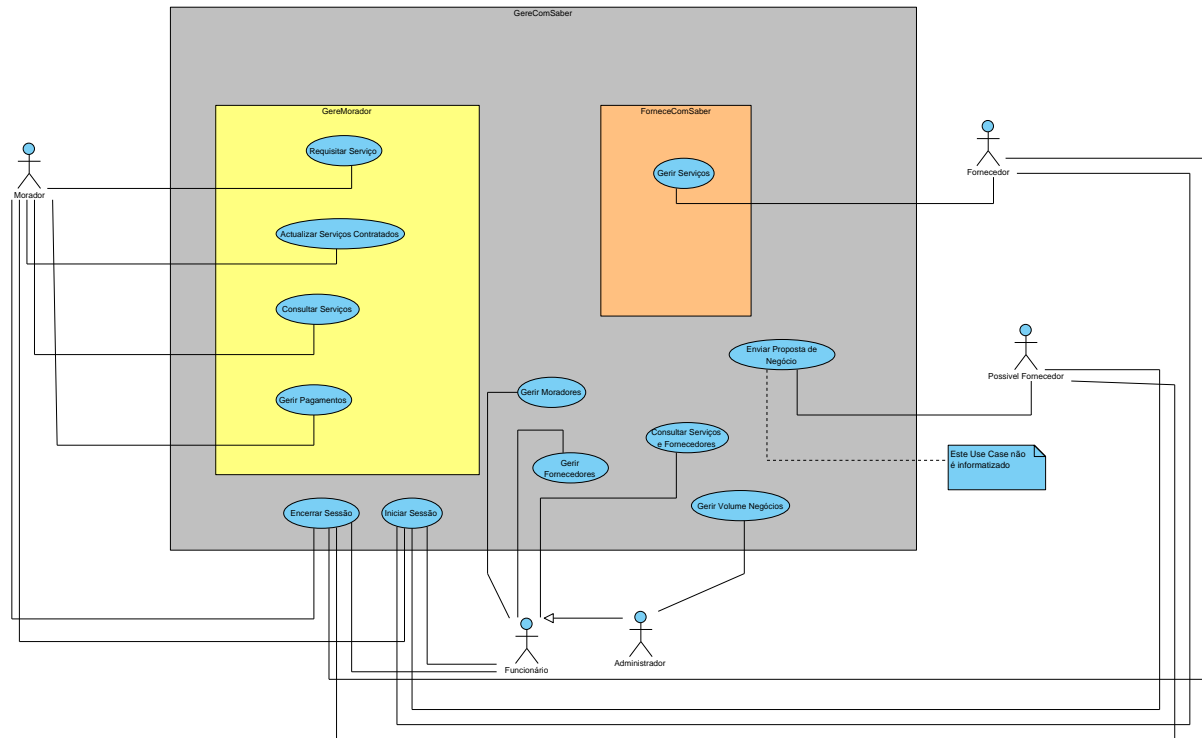 GereComSaber
GereMorador
ForneceComSaber
Requisitar Serviço
Gerir Serviços
Morador
Fornecedor
Actualizar Serviços Contratados
Consultar Serviços
Enviar Proposta de
Negócio
Possivel Fornecedor
Gerir Moradores
Gerir Pagamentos
Consultar Serviços
e Fornecedores
Este Use Case não
é informatizado
Gerir
Fornecedores
Encerrar Sessão
Iniciar Sessão
Gerir Volume Negócios
Funcionário
Administrador